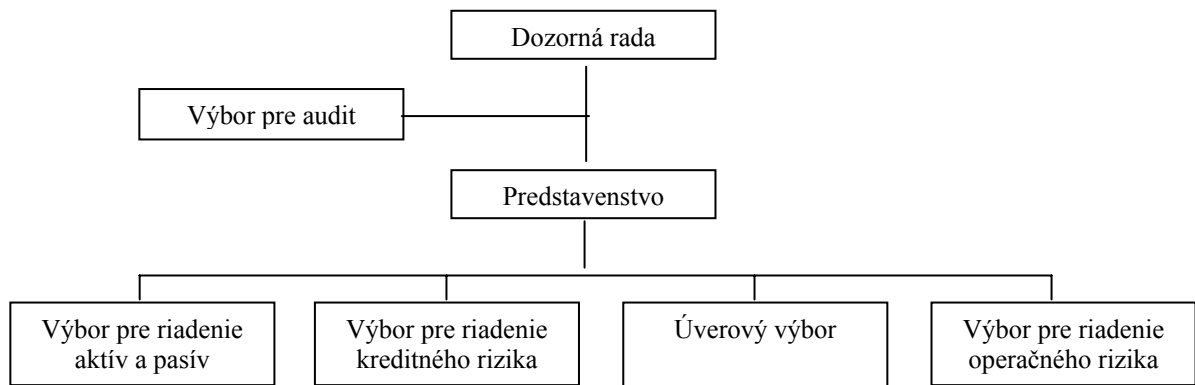 Dozorná rada
Výbor pre audit
Predstavenstvo
Výbor pre riadenie
aktív a pasív
Výbor pre riadenie
kreditného rizika
Úverový výbor
Výbor pre riadenie
operačného rizika